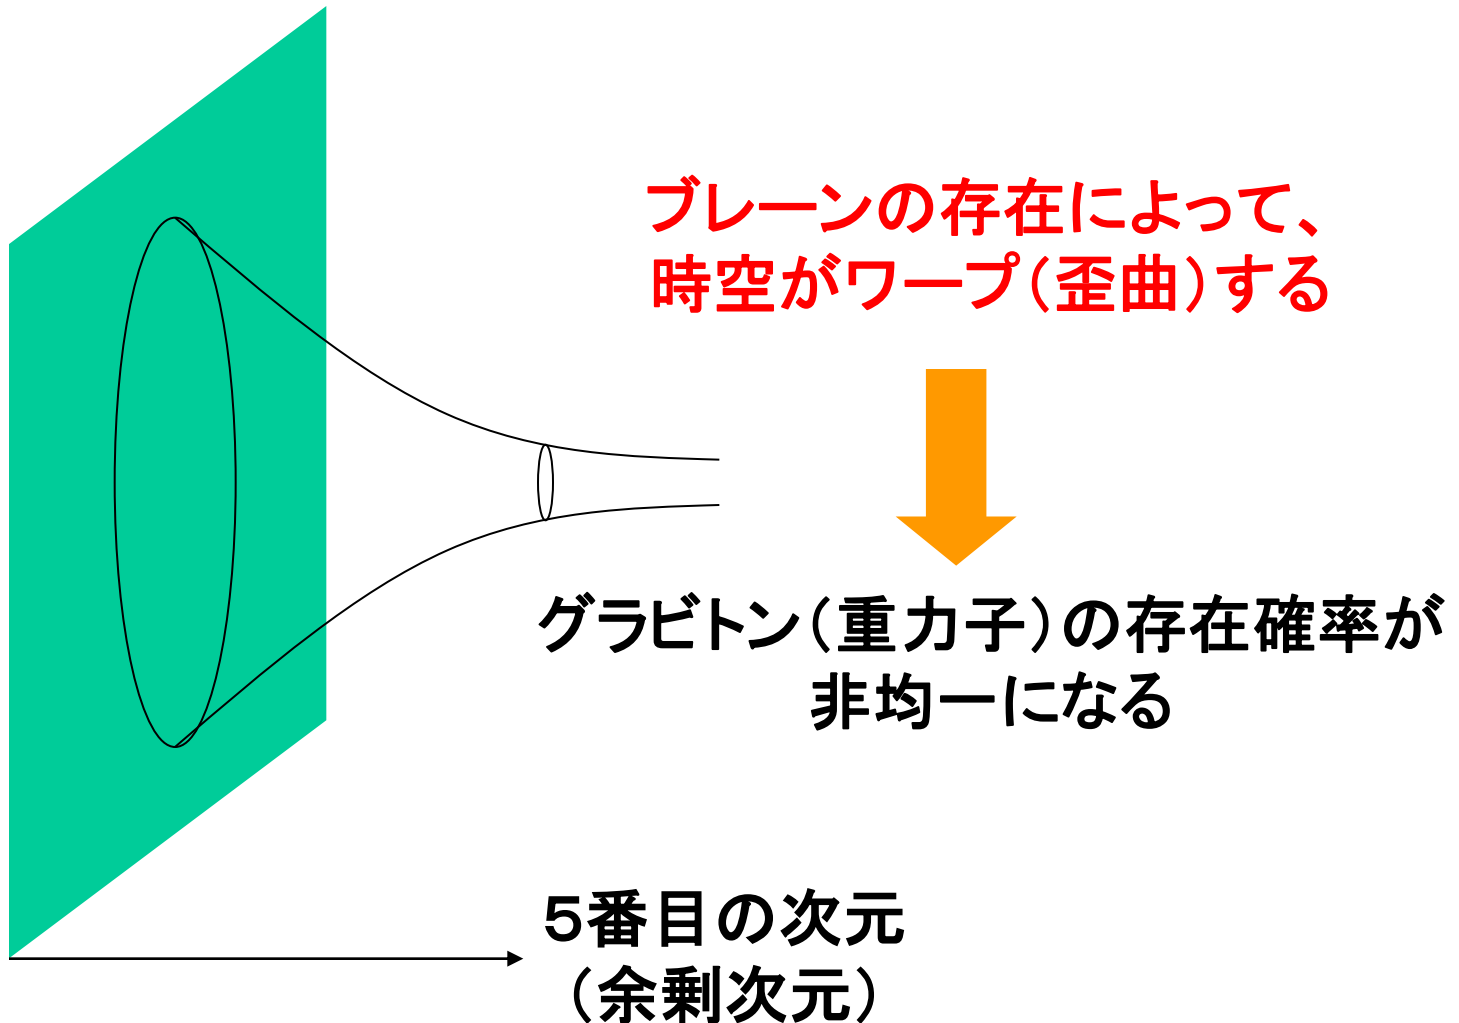 ブレーンの存在によって、
時空がワープ（歪曲）する
グラビトン（重力子）の存在確率が
非均一になる
５番目の次元
（余剰次元）